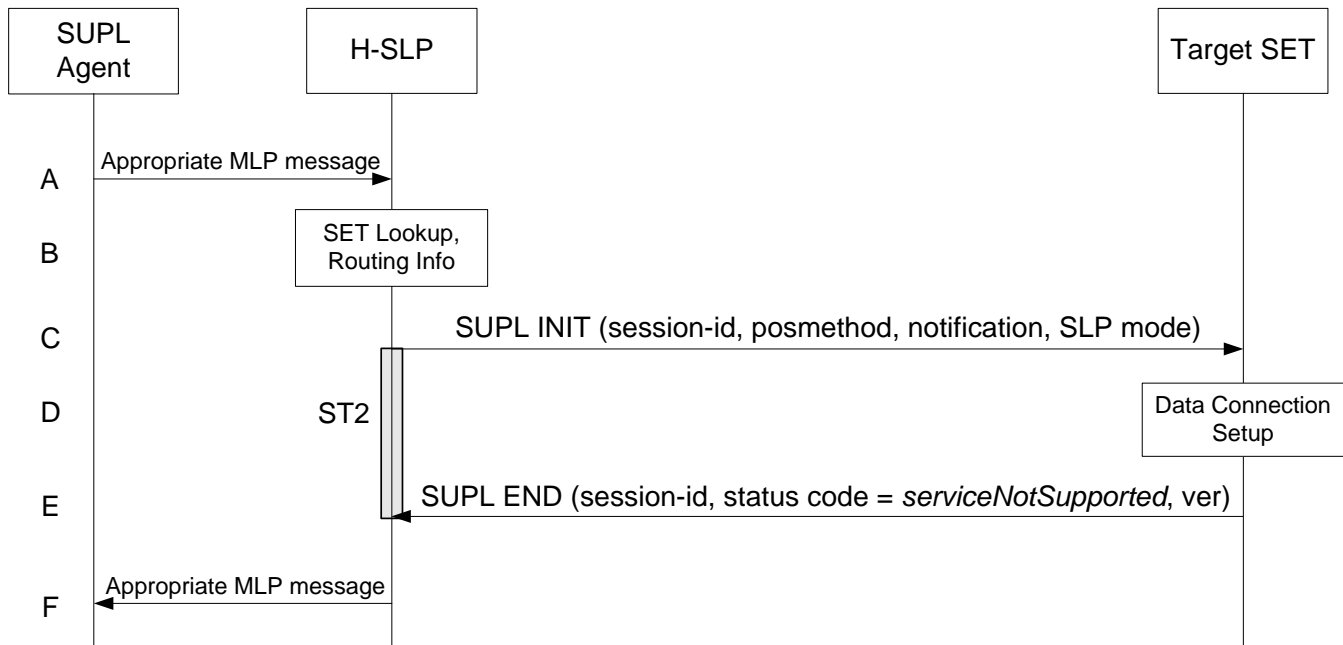 SUPL
Agent
H-SLP
Target SET
A
Appropriate MLP message
B
SET Lookup,
Routing Info
C
SUPL INIT (session-id, posmethod, notification, SLP mode)
D
ST2
Data Connection
Setup
E
SUPL END (session-id, status code = serviceNotSupported, ver)
F
Appropriate MLP message